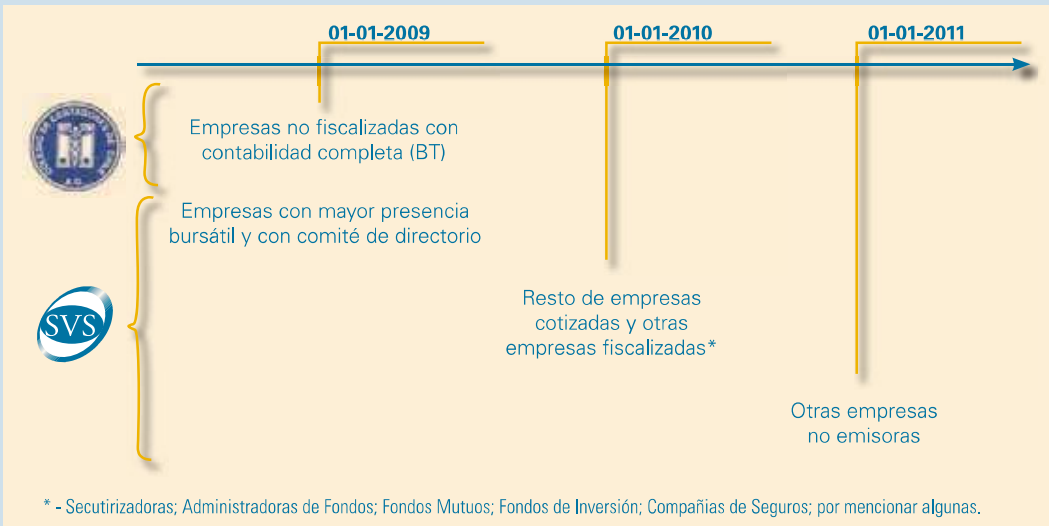 01-01-2009
01-01-2010
01-01-2011
Empresas no fiscalizadas con
contabilidad completa (BT)
Empresas con mayor presencia
bursátil y con comité de directorio
SVS
Resto de empresas
cotizadas y otras
empresas fiscalizadas*
Otras empresas
no emisoras
* - Secutirizadoras; Administradoras de Fondos; Fondos Mutuos; Fondos de Inversión; Compañias de Seguros; por mencionar algunas.